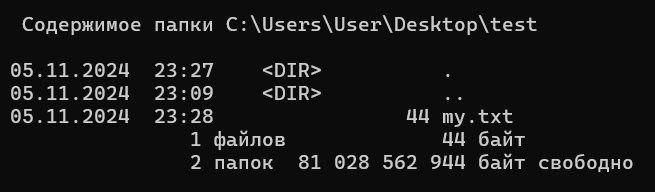 Содержимое папки C:\Users\User\Desktop\test
05.11.2024  23:27    <DIR>          .
05.11.2024  23:09    <DIR>          ..
05.11.2024  23:28                44 my.txt
               1 файлов             44 байт
               2 папок  81 028 562 944 байт свободно